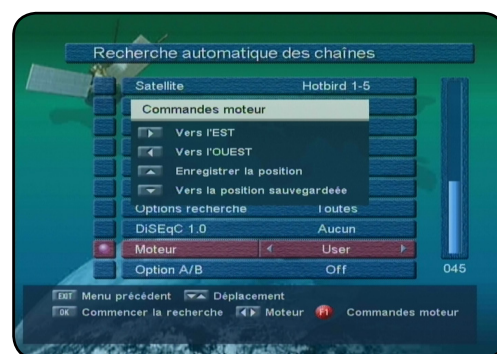 Recherche automatique des chaînes
Satellite Hotbird 1-5
Commandes moteur
Vers l'EST
Vers l'OUEST
Enregistrer la position
Vers la position sauvegardeée
Options recherche Toutes
DiSEqC 1.0 Aucun
Moteur User
Option A/B Off
045
EXIT Menu précédent Déplacement
OK Commencer la recherche Moteur F1 Commandes moteur